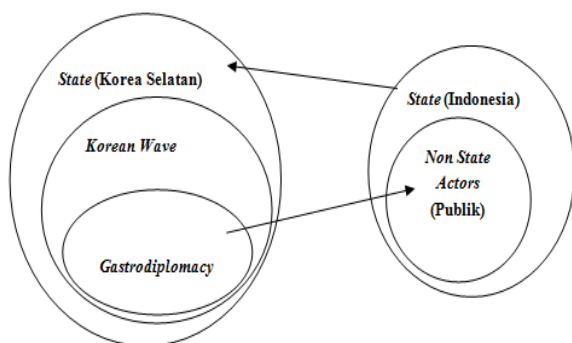 State (Korea Selatan)
Korean Wave
Gastrodiplomacy
State (Indonesia)
Non State
Actors
(Publik)